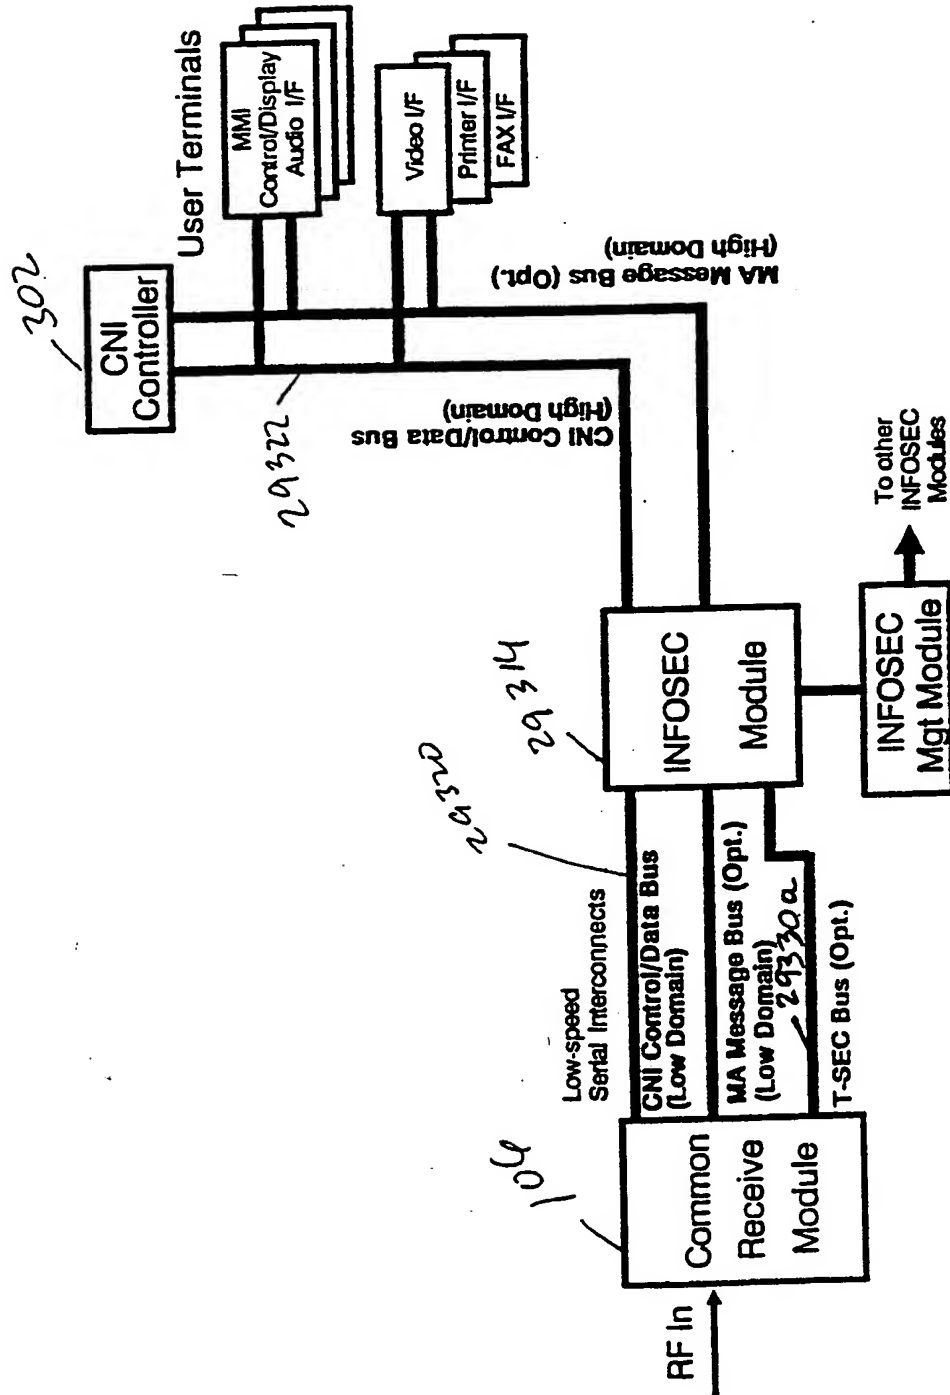 RF In
104
Common
Receive
Module
Low-speed
Serial Interconnects
CNI Control/Data Bus
(Low Domain)
MA Message Bus (Opt.)
(Low Domain)
29330a
T-SEC Bus (Opt.)
29320
29314
INFOSEC
Module
INFOSEC
Mgt Module
To other
INFOSEC
Modules
CNI Control/Data Bus
(High Domain)
MA Message Bus (Opt.)
(High Domain)
29322
302
CNI
Controller
User Terminals
MMI
Control/Display
Audio I/F
Video I/F
Printer I/F
FAX I/F